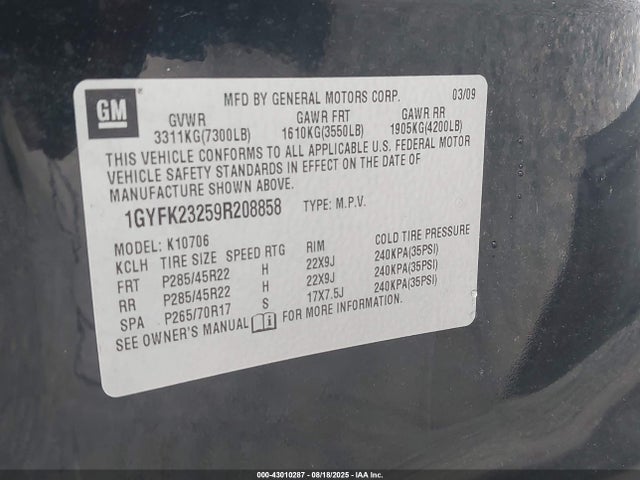 GM
MFD BY GENERAL MOTORS CORP. 03/09
GVWR GAWR FRT GAWR RR
3311KG(7300LB) 1610KG(3550LB) 1905KG(4200LB)
THIS VEHICLE CONFORMS TO ALL APPLICABLE U.S. FEDERAL MOTOR
VEHICLE SAFETY STANDARDS IN EFFECT ON THE DATE OF
MANUFACTURE SHOWN ABOVE.
1GYFK23259R208858 TYPE: M.P.V.
MODEL: K10706
KCLH TIRE SIZE SPEED RTG RIM COLD TIRE PRESSURE
FRT P285/45R22 H 22X9J 240KPA(35PSI)
RR P285/45R22 H 22X9J 240KPA(35PSI)
SPA P265/70R17 S 17X7.5J 240KPA(35PSI)
SEE OWNER'S MANUAL FOR MORE INFORMATION.
000-43010287 - 08/18/2025 - IAA Inc.